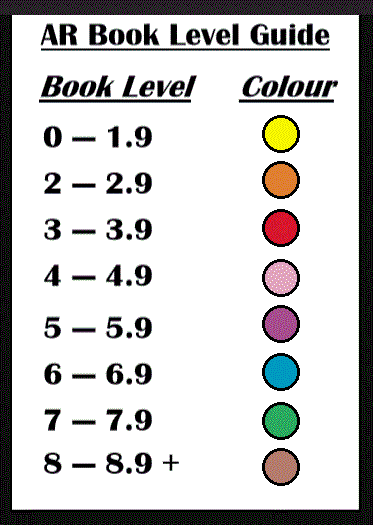 AR Book Level Guide
Book Level Colour
0 – 1.9
2 – 2.9
3 – 3.9
4 – 4.9
5 – 5.9
6 – 6.9
7 – 7.9
8 – 8.9 +